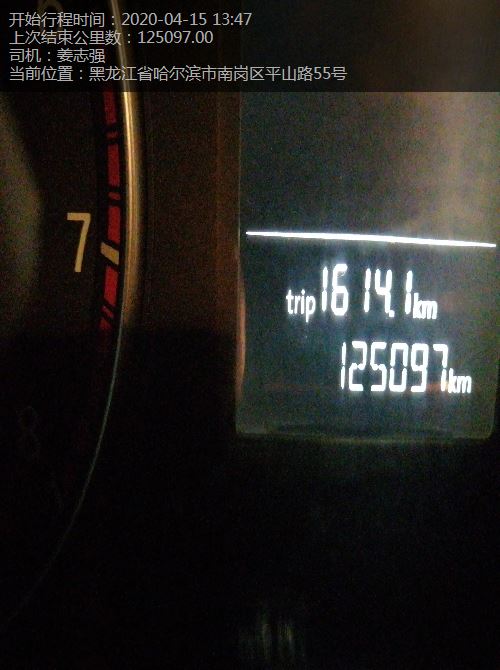 开始行程时间：2020-04-15 13:47
上次结束公里数：125097.00
司机：姜志强
当前位置：黑龙江省哈尔滨市南岗区平山路55号
7
trip 1614.1 km
125097 km
8